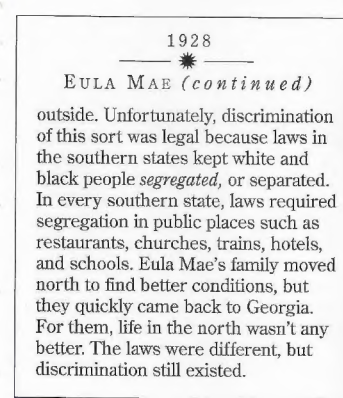 1928
EULA MAE (continued)
outside. Unfortunately, discrimination
of this sort was legal because laws in
the southern states kept white and
black people segregated, or separated.
In every southern state, laws required
segregation in public places such as
restaurants, churches, trains, hotels,
and schools. Eula Mae's family moved
north to find better conditions, but
they quickly came back to Georgia.
For them, life in the north wasn't any
better. The laws were different, but
discrimination still existed.